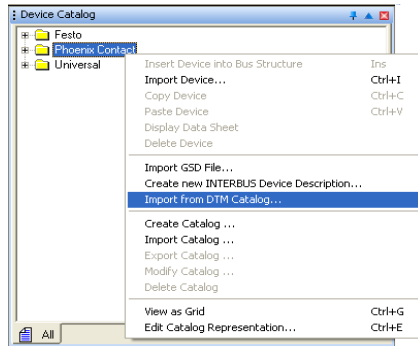 Device Catalog
Festo
Phoenix Contact
Universal
Insert Device into Bus Structure Ins
Import Device... Ctrl+I
Copy Device Ctrl+C
Paste Device Ctrl+V
Display Data Sheet
Delete Device
Import GSD File...
Create new INTERBUS Device Description...
Import from DTM Catalog...
Create Catalog ...
Import Catalog ...
Export Catalog ...
Modify Catalog ...
Delete Catalog
View as Grid Ctrl+G
Edit Catalog Representation... Ctrl+E
All